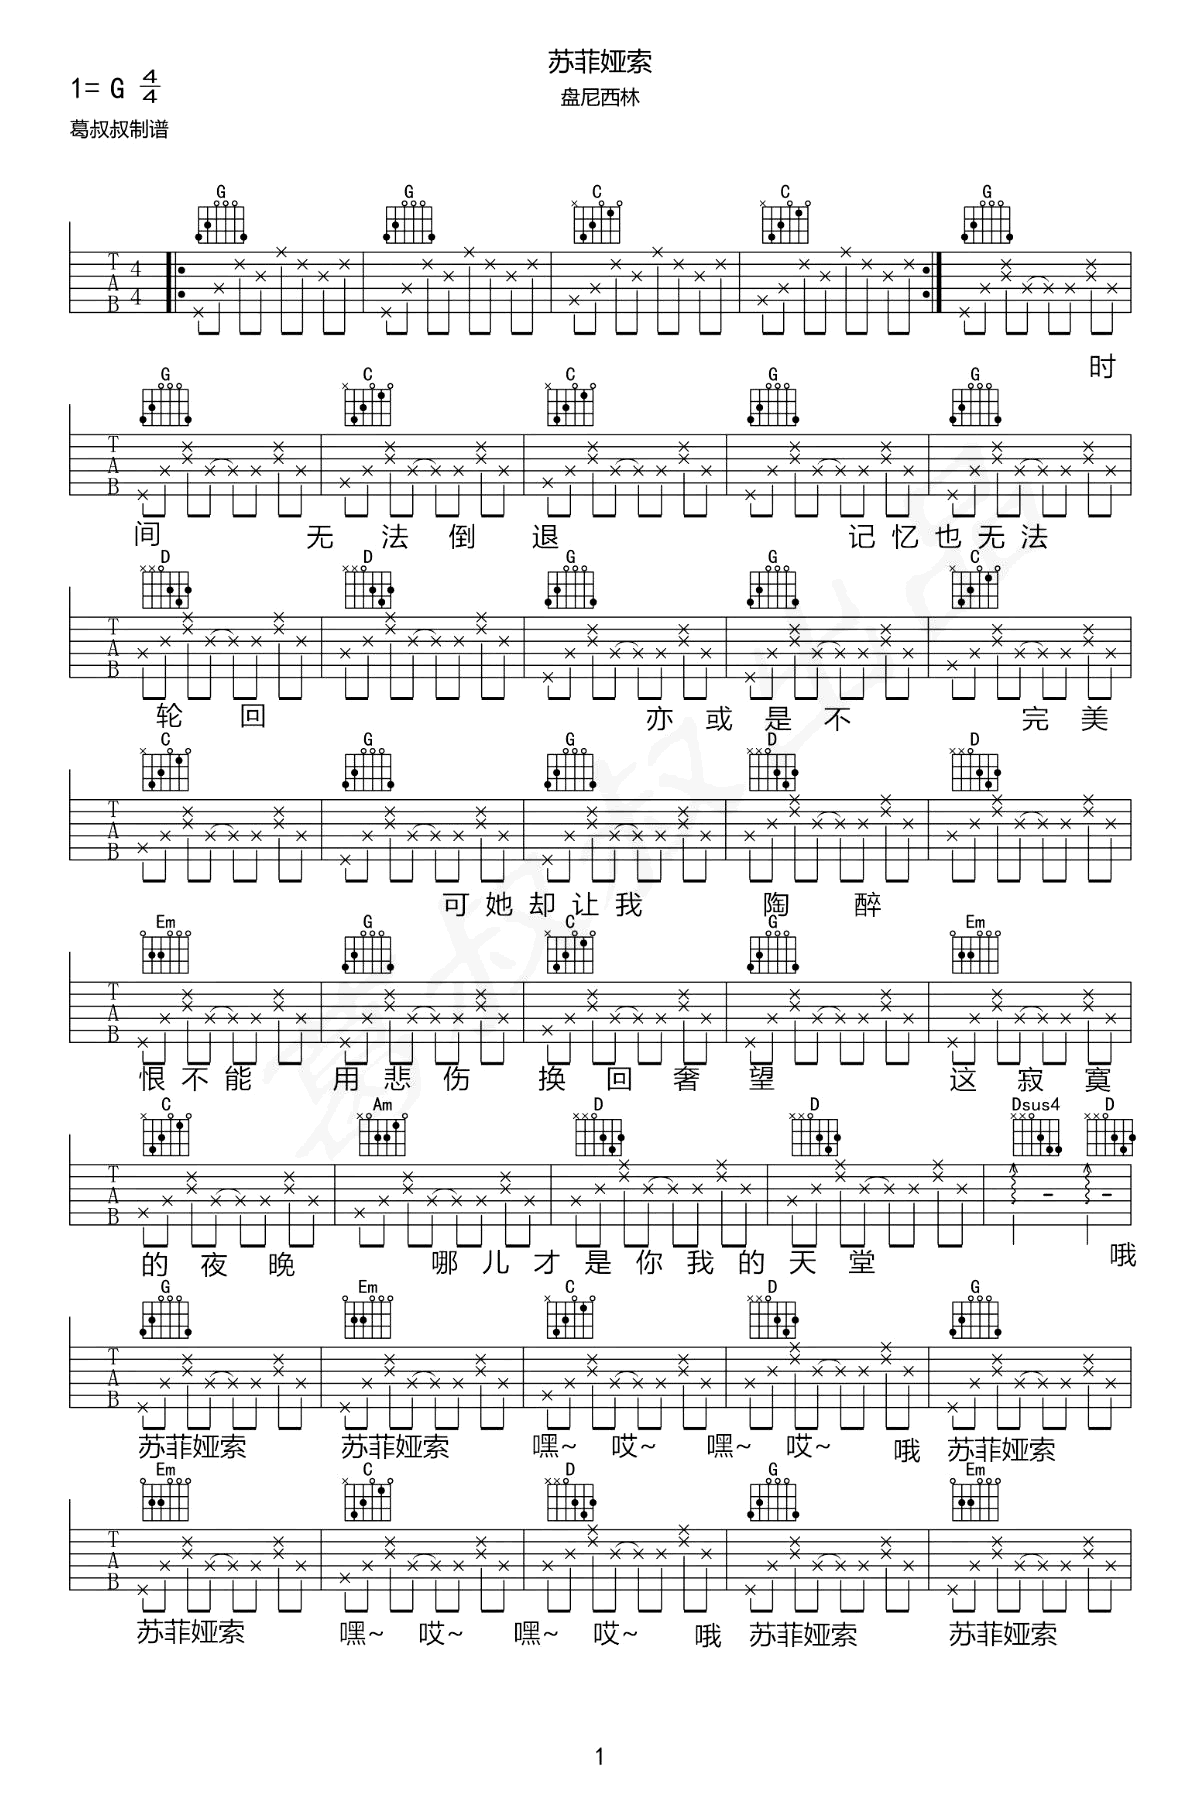 苏菲娅索
盘尼西林
1= G 4/4
葛叔叔制谱
G G C C G
T A B 4 4
时
G C C G G
T A B
间 无 法 倒 退 记 忆 也 无 法
D D G G C
T A B
轮 回 亦 或 是 不 完 美
C G G D D
T A B
可 她 却 让 我 陶 醉
Em G C G Em
T A B
恨 不 能 用 悲 伤 换 回 奢 望 这 寂 寞
C Am D D Dsus4 D
T A B
的 夜 晚 哪 儿 才 是 你 我 的 天 堂 哦
G Em C D G
T A B
苏菲娅索 苏菲娅索 嘿~ 哎~ 嘿~ 哎~ 哦 苏菲娅索
Em C D G Em
T A B
苏菲娅索 嘿~ 哎~ 嘿~ 哎~ 哦 苏菲娅索 苏菲娅索
葛叔叔出品
1